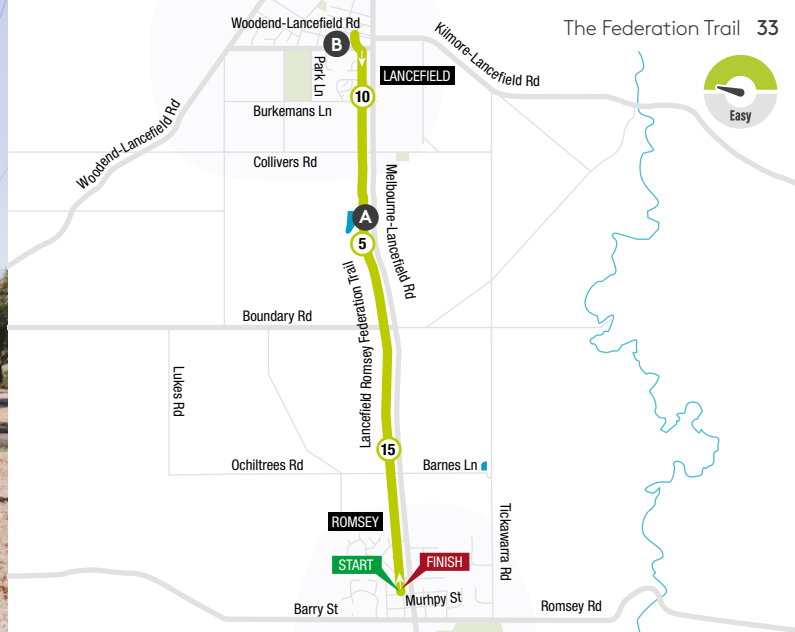 The Federation Trail 33
Easy
Woodend-Lancefield Rd
B
Kilmore-Lancefield Rd
LANCEFIELD
Park Ln
10
Burkemans Ln
Woodend-Lancefield Rd
Collivers Rd
Melbourne-Lancefield Rd
A
5
Lancefield Romsey Federation Trail
Boundary Rd
Lukes Rd
15
Ochiltrees Rd
Barnes Ln
Tickawarra Rd
ROMSEY
START
FINISH
Murhpy St
Barry St
Romsey Rd